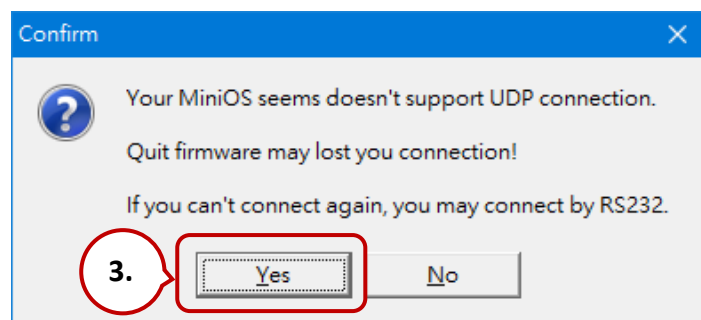 Confirm
Your MiniOS seems doesn't support UDP connection.
Quit firmware may lost you connection!
If you can't connect again, you may connect by RS232.
3.
Yes No